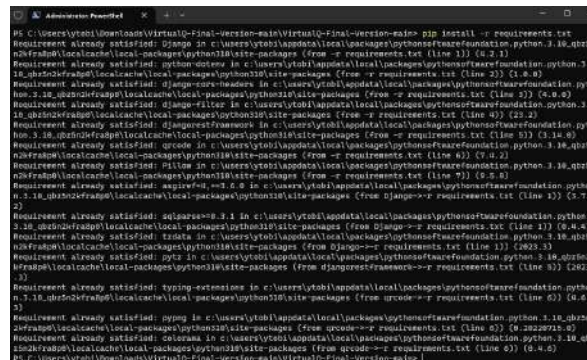 Administrator: PowerShell
PS C:\Users\ytobi\Downloads\VirtualQ-Final-Version-main\VirtualQ-Final-Version-main> pip install -r requirements.txt
Requirement already satisfied: Django in c:\users\ytobi\appdata\local\packages\pythonsoftwarefoundation.python.3.10_qbz5
n2kfra8p0\localcache\local-packages\python310\site-packages (from -r requirements.txt (line 1)) (4.2.1)
Requirement already satisfied: python-dotenv in c:\users\ytobi\appdata\local\packages\pythonsoftwarefoundation.python.3.
10_qbz5n2kfra8p0\localcache\local-packages\python310\site-packages (from -r requirements.txt (line 2)) (1.0.0)
Requirement already satisfied: django-cors-headers in c:\users\ytobi\appdata\local\packages\pythonsoftwarefoundation.pyt
hon.3.10_qbz5n2kfra8p0\localcache\local-packages\python310\site-packages (from -r requirements.txt (line 3)) (4.0.0)
Requirement already satisfied: django-filter in c:\users\ytobi\appdata\local\packages\pythonsoftwarefoundation.python.3.
10_qbz5n2kfra8p0\localcache\local-packages\python310\site-packages (from -r requirements.txt (line 4)) (23.2)
Requirement already satisfied: djangorestframework in c:\users\ytobi\appdata\local\packages\pythonsoftwarefoundation.pyt
hon.3.10_qbz5n2kfra8p0\localcache\local-packages\python310\site-packages (from -r requirements.txt (line 5)) (3.14.0)
Requirement already satisfied: qrcode in c:\users\ytobi\appdata\local\packages\pythonsoftwarefoundation.python.3.10_qbz5
n2kfra8p0\localcache\local-packages\python310\site-packages (from -r requirements.txt (line 6)) (7.4.2)
Requirement already satisfied: Pillow in c:\users\ytobi\appdata\local\packages\pythonsoftwarefoundation.python.3.10_qbz5
n2kfra8p0\localcache\local-packages\python310\site-packages (from -r requirements.txt (line 7)) (9.5.0)
Requirement already satisfied: asgiref<4,>=3.6.0 in c:\users\ytobi\appdata\local\packages\pythonsoftwarefoundation.pytho
n.3.10_qbz5n2kfra8p0\localcache\local-packages\python310\site-packages (from Django->-r requirements.txt (line 1)) (3.7.
2)
Requirement already satisfied: sqlparse>=0.3.1 in c:\users\ytobi\appdata\local\packages\pythonsoftwarefoundation.python.
3.10_qbz5n2kfra8p0\localcache\local-packages\python310\site-packages (from Django->-r requirements.txt (line 1)) (0.4.4)
Requirement already satisfied: tzdata in c:\users\ytobi\appdata\local\packages\pythonsoftwarefoundation.python.3.10_qbz5
n2kfra8p0\localcache\local-packages\python310\site-packages (from Django->-r requirements.txt (line 1)) (2023.3)
Requirement already satisfied: pytz in c:\users\ytobi\appdata\local\packages\pythonsoftwarefoundation.python.3.10_qbz5n2
kfra8p0\localcache\local-packages\python310\site-packages (from djangorestframework->-r requirements.txt (line 5)) (2023
.3)
Requirement already satisfied: typing-extensions in c:\users\ytobi\appdata\local\packages\pythonsoftwarefoundation.pytho
n.3.10_qbz5n2kfra8p0\localcache\local-packages\python310\site-packages (from qrcode->-r requirements.txt (line 6))
Requirement already satisfied: pypng in c:\users\ytobi\appdata\local\packages\pythonsoftwarefoundation.python.3.10_qbz5n
2kfra8p0\localcache\local-packages\python310\site-packages (from qrcode->-r requirements.txt (line 6)) (0.20220715.0)
Requirement already satisfied: colorama in c:\users\ytobi\appdata\local\packages\pythonsoftwarefoundation.python.3.10_qb
z5n2kfra8p0\localcache\local-packages\python310\site-packages (from qrcode->-r requirements.txt (line 6)) (0.4.6)
PS C:\Users\ytobi\Downloads\VirtualQ-Final-Version-main\VirtualQ-Final-Version-main>